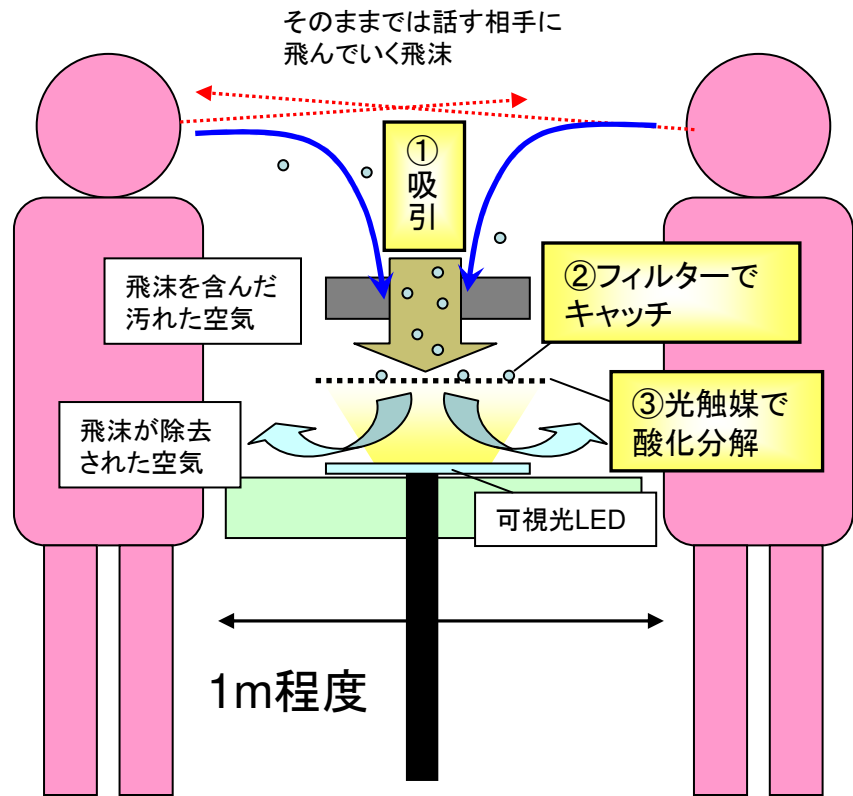 そのままでは話す相手に
飛んでいく飛沫
①
吸
引
飛沫を含んだ
汚れた空気
②フィルターで
キャッチ
飛沫が除去
された空気
③光触媒で
酸化分解
可視光LED
1m程度